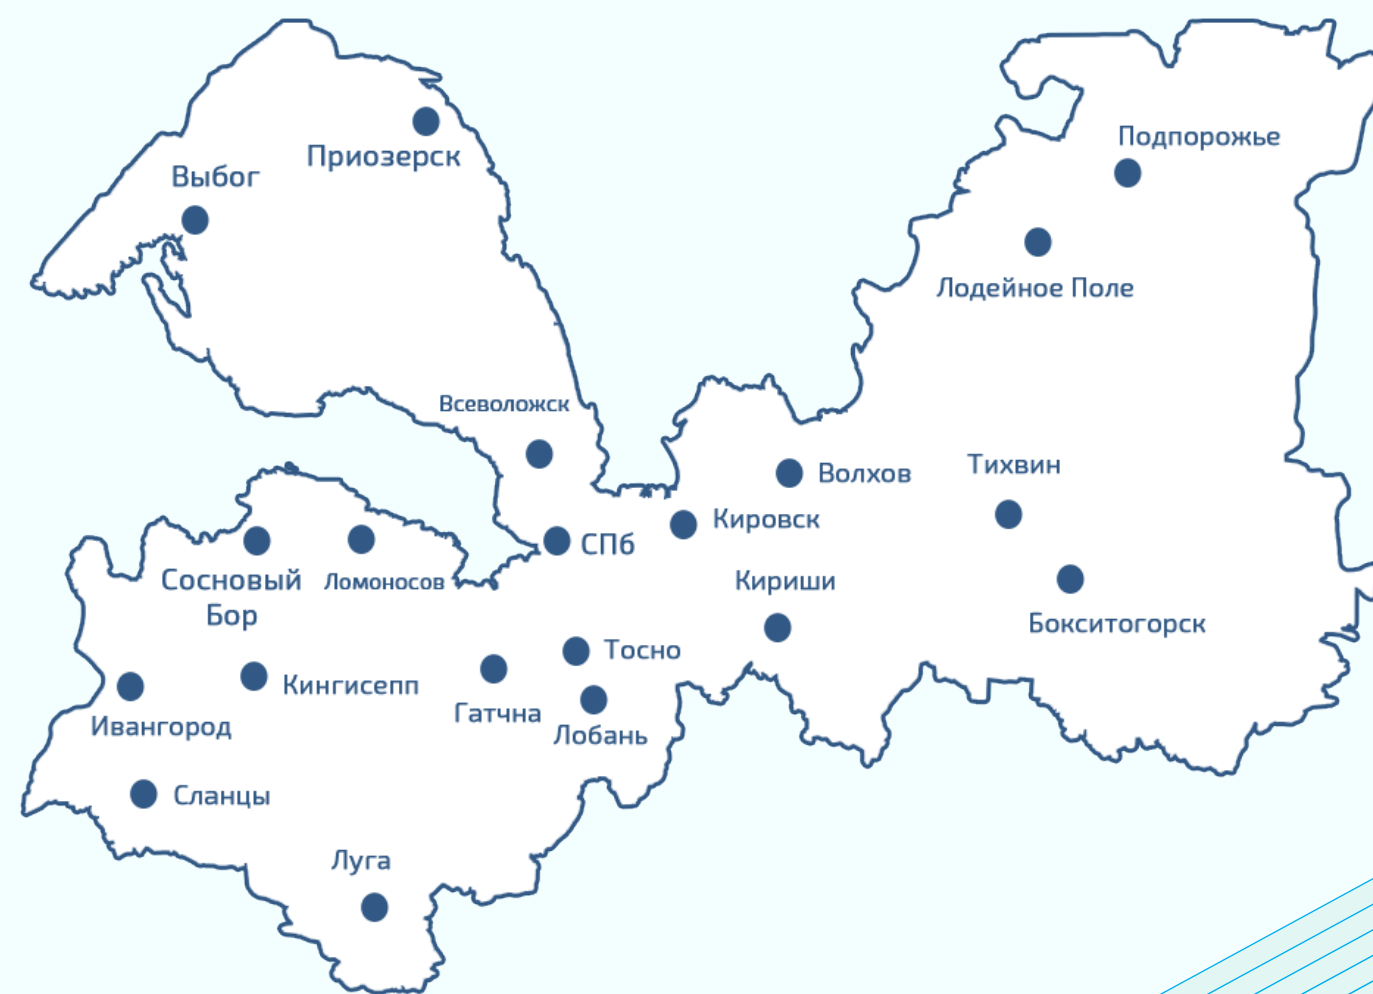 Подпорожье
Приозерск
Выбог
Лодейное Поле
Всеволожск
Тихвин
Волхов
Кировск
СПб
Сосновый
Бор
Ломоносов
Кириши
Бокситогорск
Тосно
Кингисепп
Гатчна
Ивангород
Лобань
Сланцы
Луга